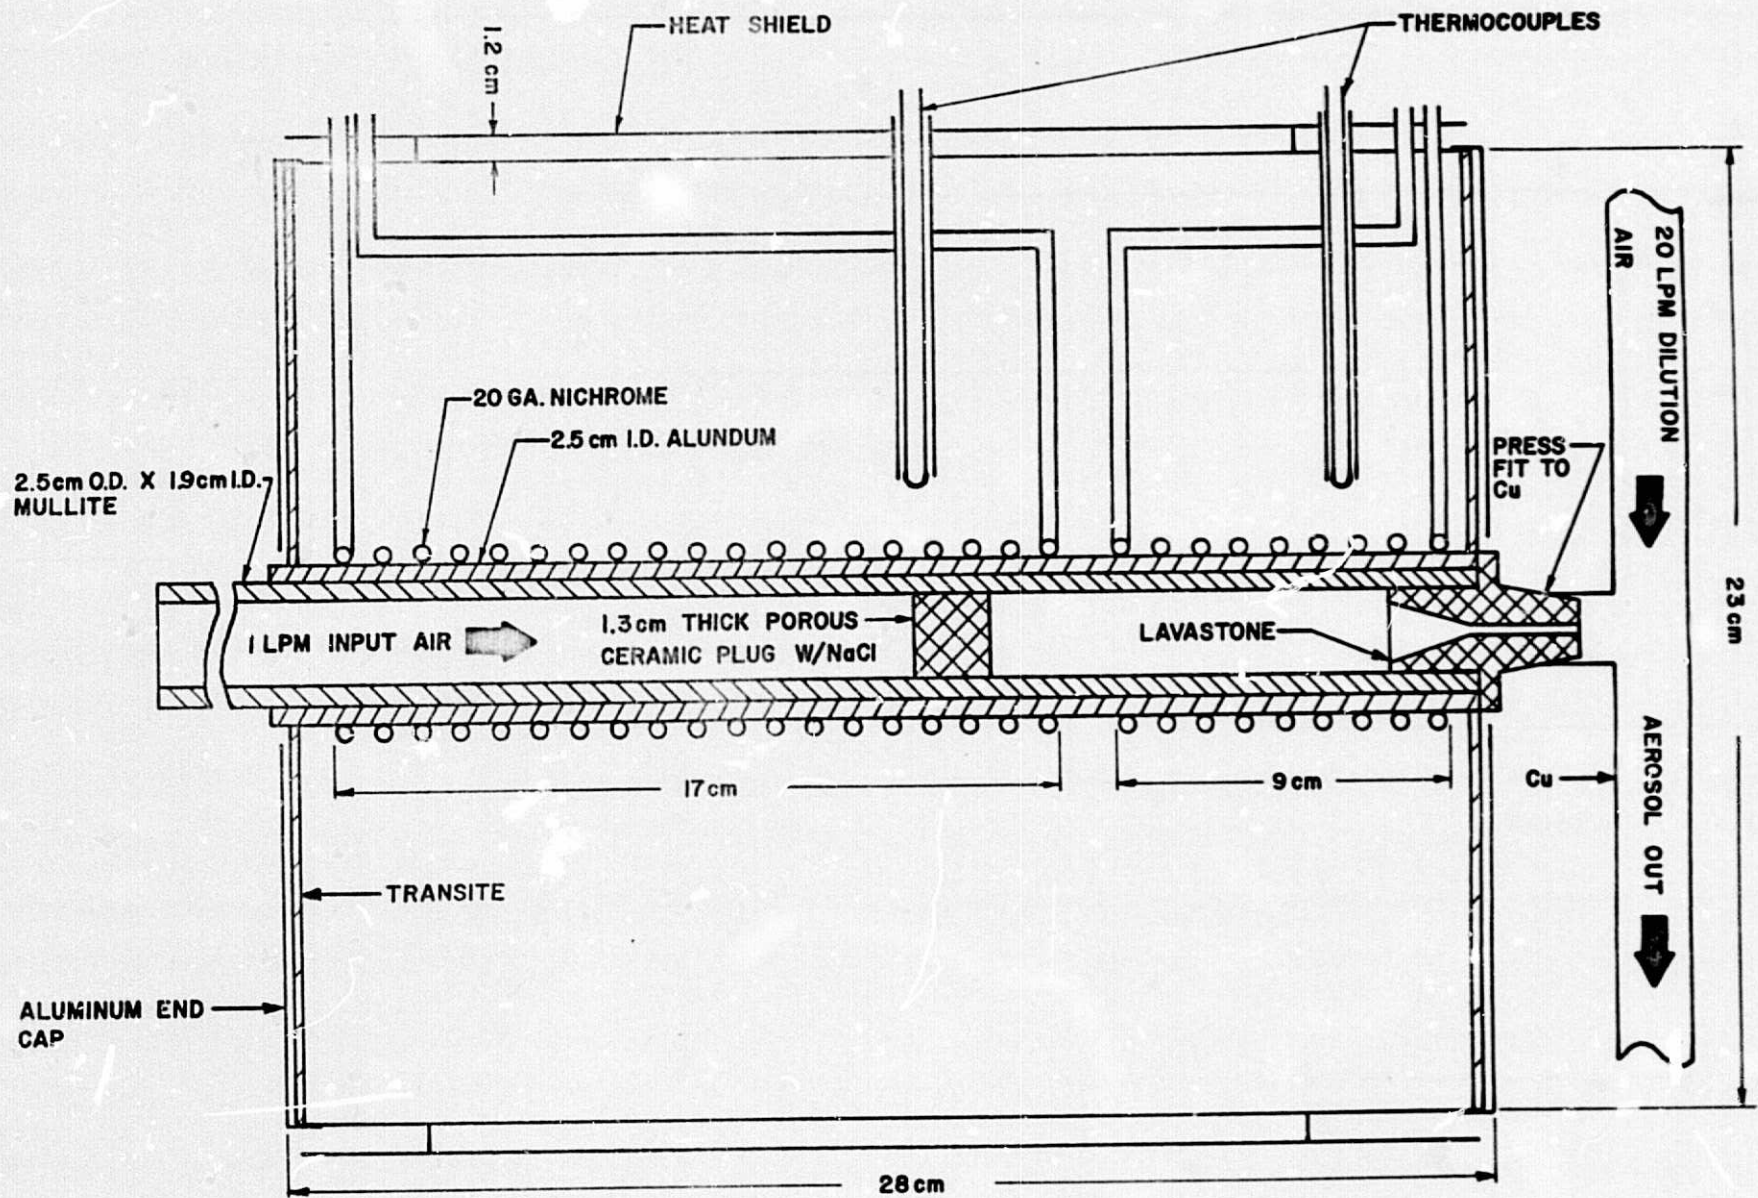 HEAT SHIELD
THERMOCOUPLES
1.2 cm
20 LPM DILUTION
AIR
20 GA. NICHROME
2.5 cm I.D. ALUNDUM
2.5cm O.D. X 1.9cm I.D.
MULLITE
PRESS
FIT TO
Cu
23cm
1 LPM INPUT AIR
1.3cm THICK POROUS
CERAMIC PLUG W/NaCl
LAVASTONE
17cm
9cm
Cu
AEROSOL OUT
TRANSITE
ALUMINUM END
CAP
28cm